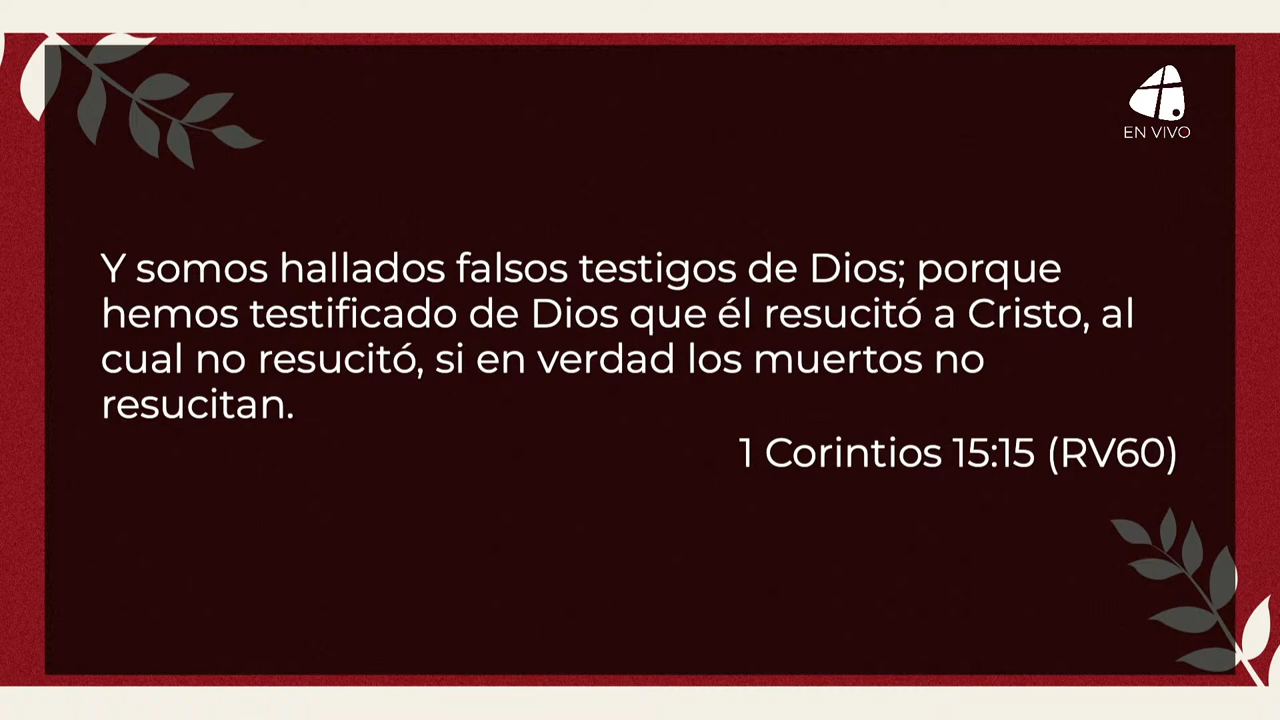 EN VIVO
Y somos hallados falsos testigos de Dios; porque
hemos testificado de Dios que él resucitó a Cristo, al
cual no resucitó, si en verdad los muertos no
resucitan.
1 Corintios 15:15 (RV60)